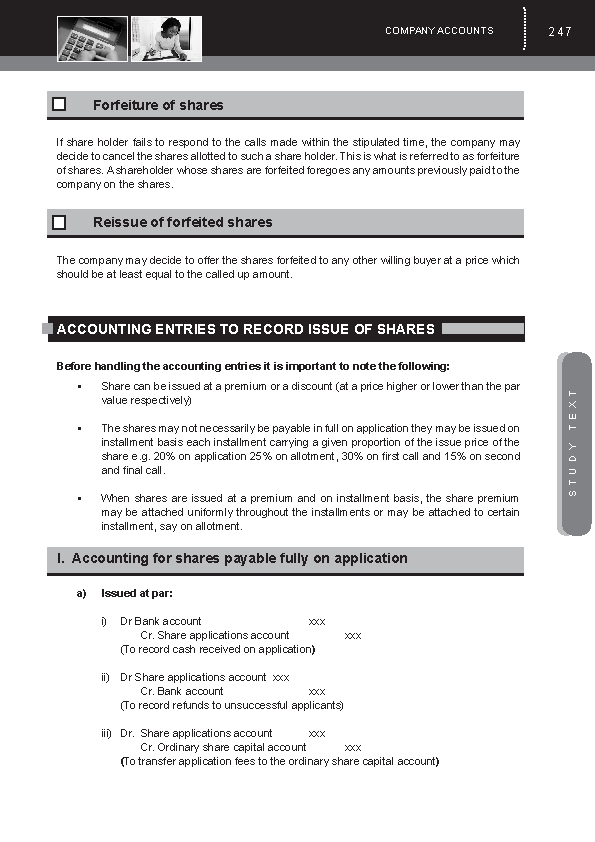 COMPANY ACCOUNTS
247
Forfeiture of shares
If share holder fails to respond to the calls made within the stipulated time, the company may
decide to cancel the shares allotted to such a share holder. This is what is referred to as forfeiture
of shares. A shareholder whose shares are forfeited foregoes any amounts previously paid to the
company on the shares.
Reissue of forfeited shares
The company may decide to offer the shares forfeited to any other willing buyer at a price which
should be at least equal to the called up amount.
ACCOUNTING ENTRIES TO RECORD ISSUE OF SHARES
Before handling the accounting entries it is important to note the following:
• Share can be issued at a premium or a discount (at a price higher or lower than the par
value respectively)
• The shares may not necessarily be payable in full on application they may be issued on
installment basis each installment carrying a given proportion of the issue price of the
share e.g. 20% on application 25% on allotment, 30% on first call and 15% on second
and final call.
• When shares are issued at a premium and on installment basis, the share premium
may be attached uniformly throughout the installments or may be attached to certain
installment, say on allotment.
I. Accounting for shares payable fully on application
a) Issued at par:
i) Dr Bank account xxx
Cr. Share applications account xxx
(To record cash received on application)
ii) Dr Share applications account xxx
Cr. Bank account xxx
(To record refunds to unsuccessful applicants)
iii) Dr. Share applications account xxx
Cr. Ordinary share capital account xxx
(To transfer application fees to the ordinary share capital account)
STUDY TEXT